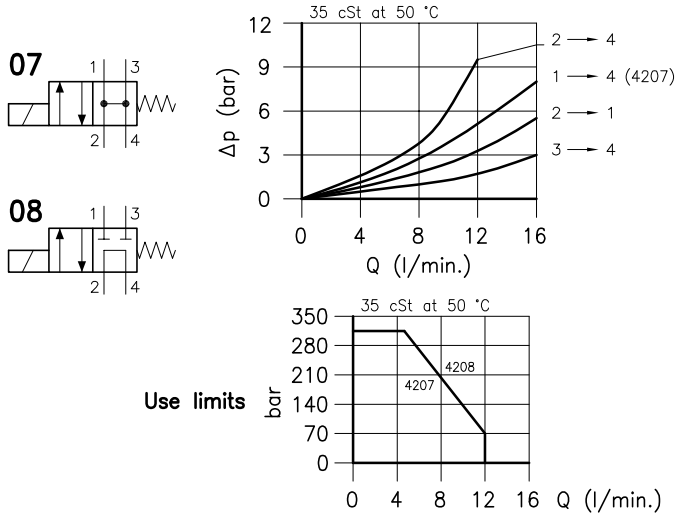 35 cSt at 50 °C
12
9
6
3
0
Δp (bar)
0 4 8 12 16
Q (l/min.)
2 → 4
1 → 4 (4207)
2 → 1
3 → 4
07
1 3
2 4
08
1 3
2 4
35 cSt at 50 °C
Use limits
bar
350
280
210
140
70
0
4208
4207
0 4 8 12 16 Q (l/min.)